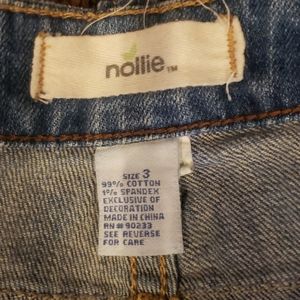 nollie™
SIZE 3
99% COTTON
1% SPANDEX
EXCLUSIVE OF
DECORATION
MADE IN CHINA
RN# 90233
SEE REVERSE
FOR CARE